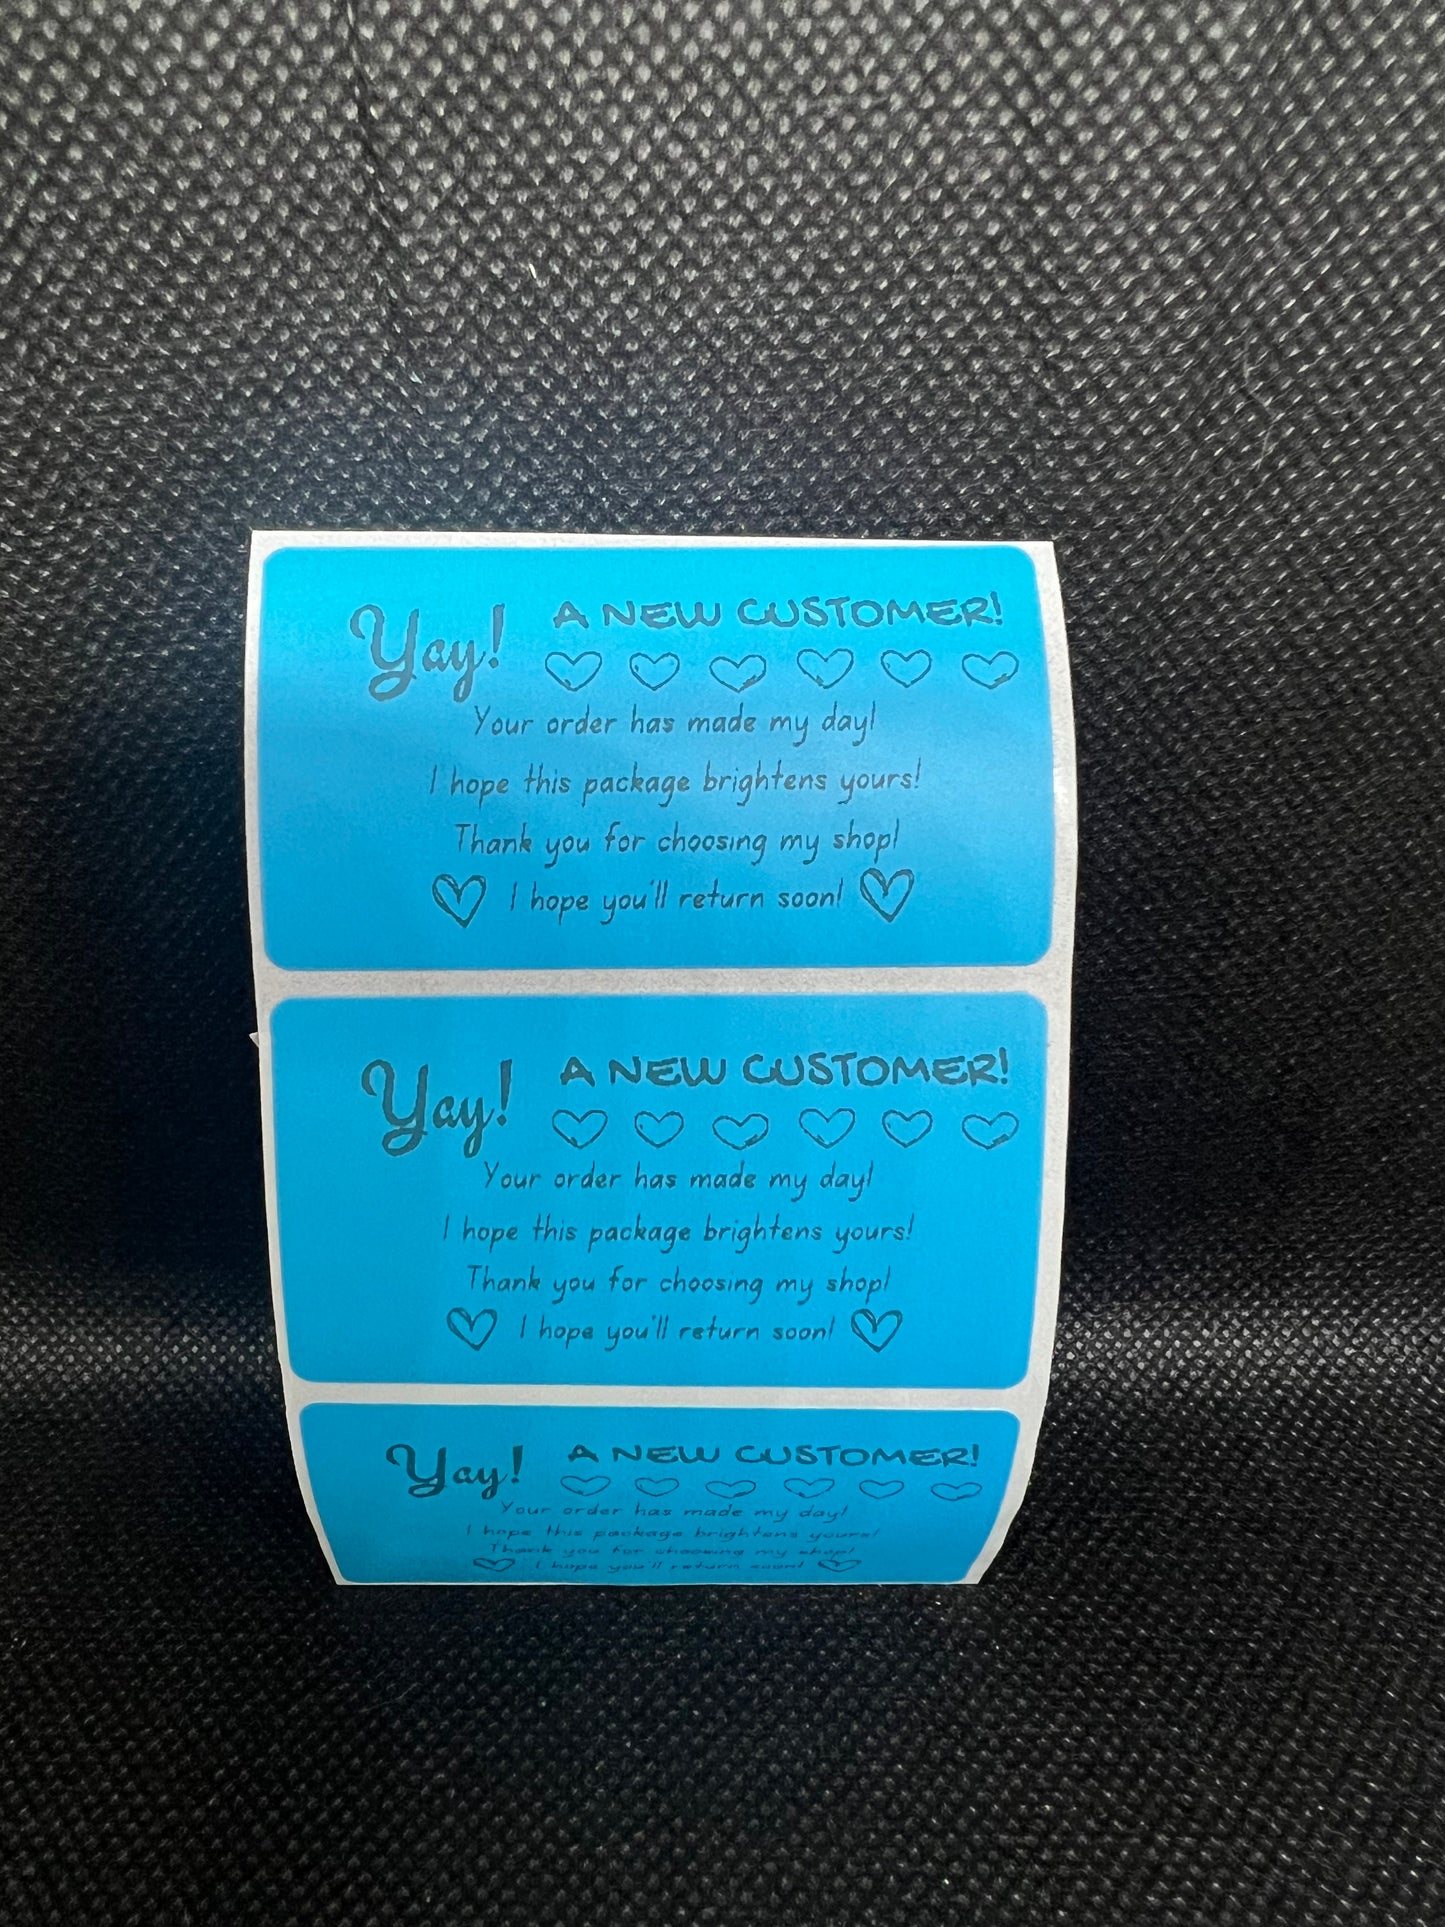 Yay! A NEW CUSTOMER!
Your order has made my day!
I hope this package brightens yours!
Thank you for choosing my shop!
I hope you'll return soon!
Yay! A NEW CUSTOMER!
Your order has made my day!
I hope this package brightens yours!
Thank you for choosing my shop!
I hope you'll return soon!
Yay! A NEW CUSTOMER!
Your order has made my day!
I hope this package brightens yours!
Thank you for choosing my shop!
I hope you'll return soon!